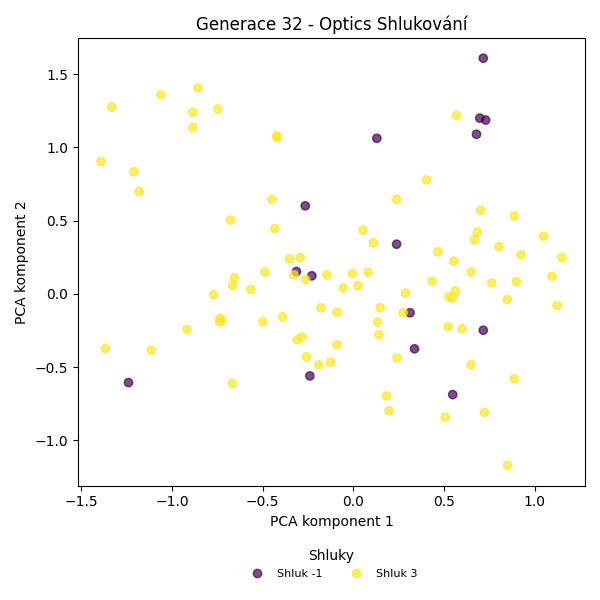 Generace 32 - Optics Shlukování
PCA komponent 2
1.5
1.0
0.5
0.0
−0.5
−1.0
−1.5 −1.0 −0.5 0.0 0.5 1.0
PCA komponent 1
Shluky
Shluk -1 Shluk 3